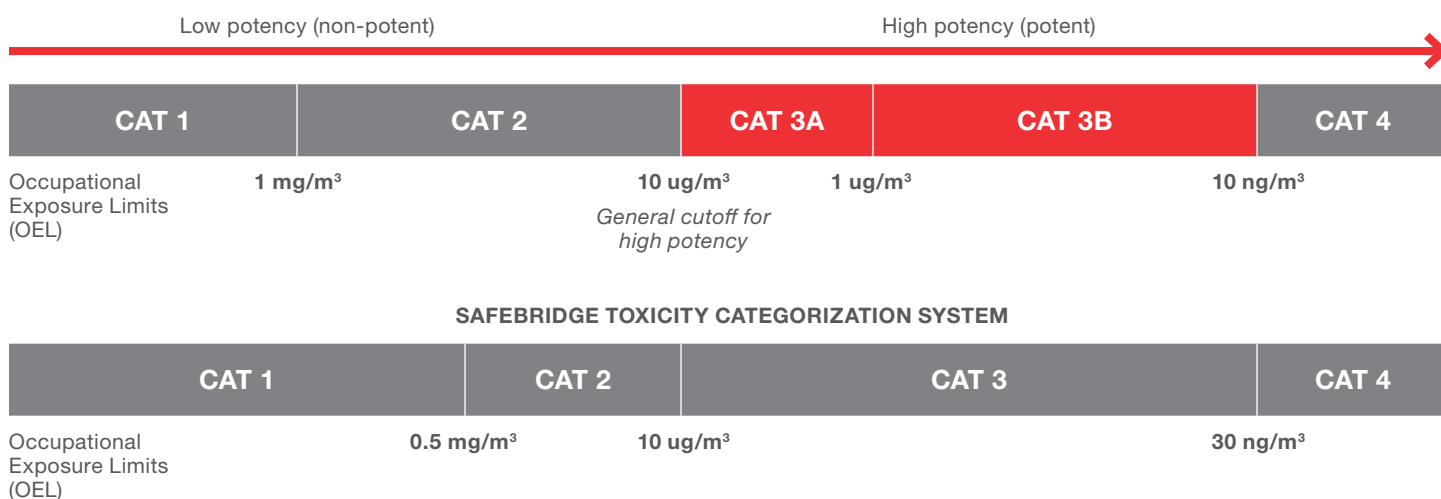 Low potency (non-potent) High potency (potent)
CAT 1 CAT 2 CAT 3A CAT 3B CAT 4
Occupational
Exposure Limits
(OEL)
1 mg/m³ 10 ug/m³ 1 ug/m³ 10 ng/m³
General cutoff for
high potency
SAFEBRIDGE TOXICITY CATEGORIZATION SYSTEM
CAT 1 CAT 2 CAT 3 CAT 4
Occupational
Exposure Limits
(OEL)
0.5 mg/m³ 10 ug/m³ 30 ng/m³